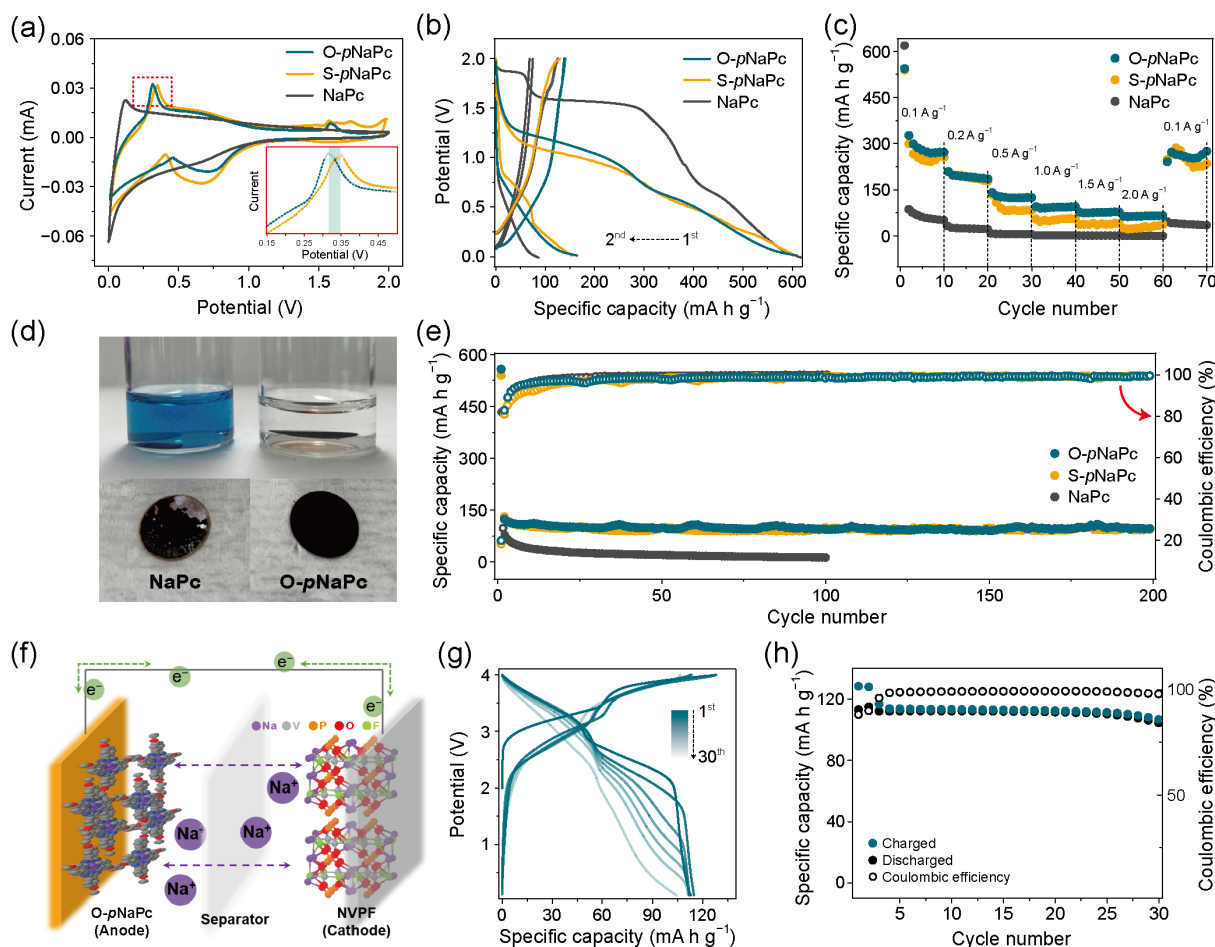 (a)
0.06
0.03
0.00
−0.03
−0.06
Current (mA)
O-pNaPc
S-pNaPc
NaPc
Current
0.15
0.25
0.35
0.45
Potential (V)
0.0
0.5
1.0
1.5
2.0
Potential (V)
(b)
2.0
1.5
1.0
0.5
0.0
Potential (V)
O-pNaPc
S-pNaPc
NaPc
2nd
1st
0
100
200
300
400
500
600
Specific capacity (mA h g−1)
(c)
600
450
300
150
0
Specific capacity (mA h g−1)
O-pNaPc
S-pNaPc
NaPc
0.1 A g−1
0.2 A g−1
0.5 A g−1
1.0 A g−1
1.5 A g−1
2.0 A g−1
0.1 A g−1
0
10
20
30
40
50
60
70
Cycle number
(d)
NaPc
O-pNaPc
(e)
600
450
300
150
0
Specific capacity (mA h g−1)
O-pNaPc
S-pNaPc
NaPc
100
80
60
40
20
Coulombic efficiency (%)
0
50
100
150
200
Cycle number
(f)
e−
e−
e−
e−
Na
V
P
O
F
Na+
Na+
Na+
Na+
O-pNaPc
(Anode)
Separator
NVPF
(Cathode)
(g)
4
3
2
1
Potential (V)
1st
30th
0
30
60
90
120
Specific capacity (mA h g−1)
(h)
120
90
60
30
0
Specific capacity (mA h g−1)
Charged
Discharged
Coulombic efficiency
100
50
Coulombic efficiency (%)
5
10
15
20
25
30
Cycle number